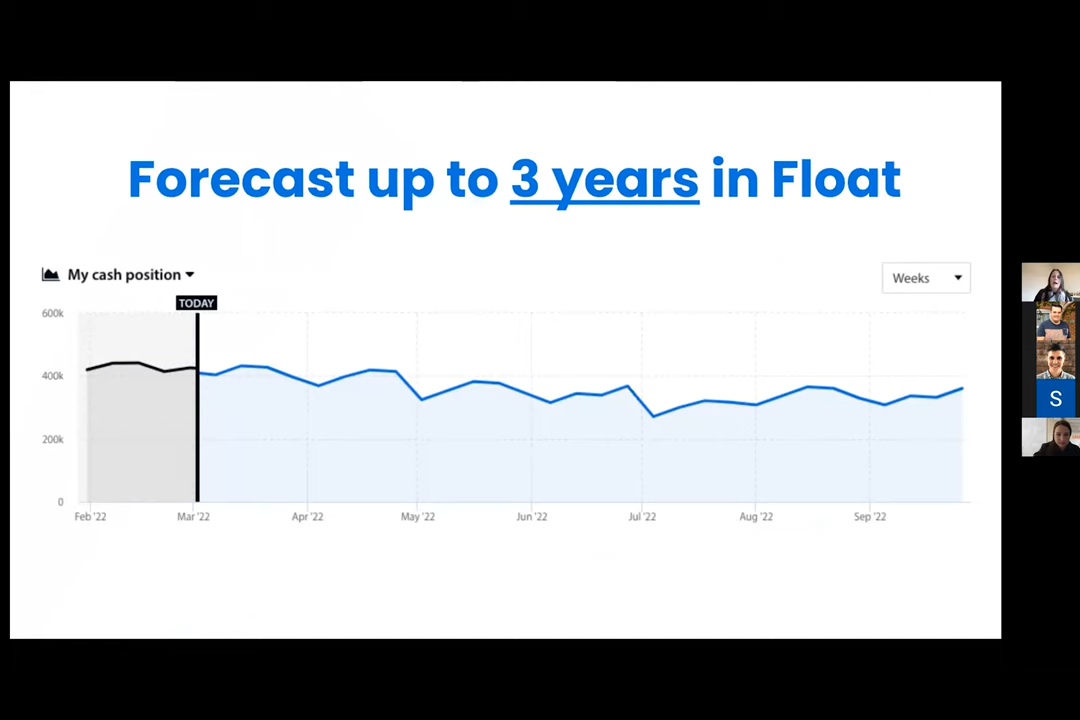 Forecast up to 3 years in Float
My cash position
Weeks
TODAY
600k
400k
200k
0
Feb '22
Mar '22
Apr '22
May '22
Jun '22
Jul '22
Aug '22
Sep '22
S